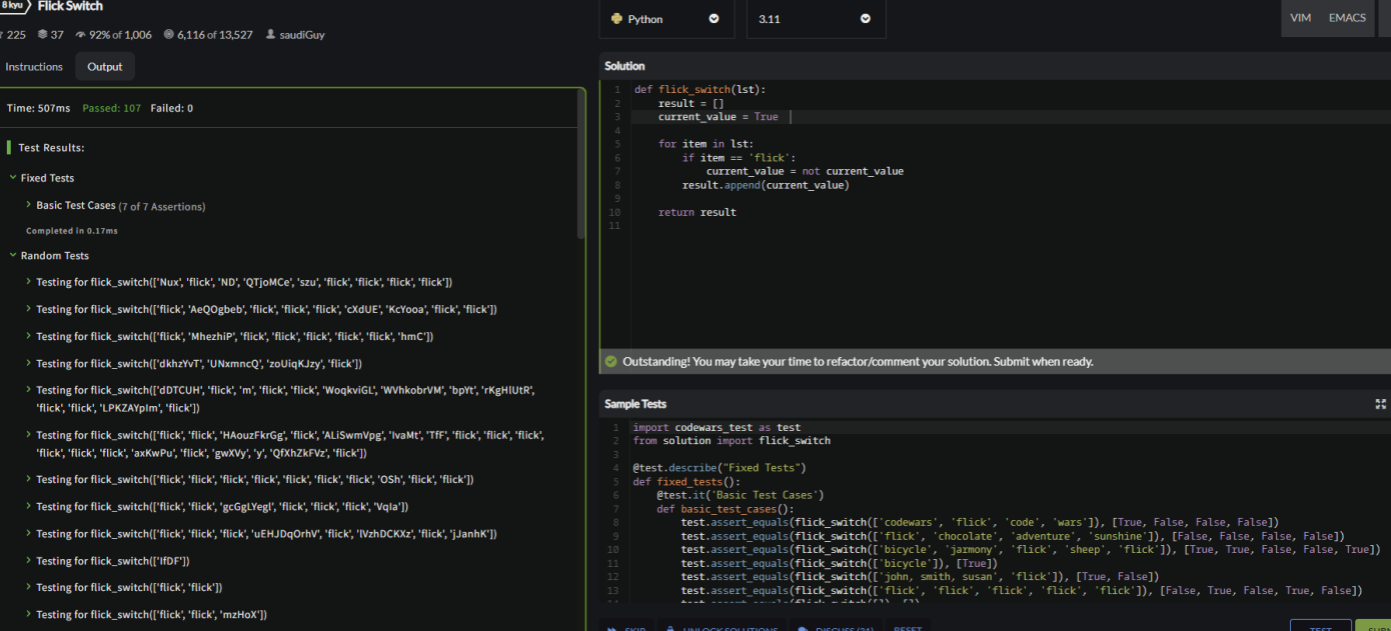 8 kyu Flick Switch
225 37 92% of 1,006 6,116 of 13,527 saudiGuy
Instructions Output
Time: 507ms Passed: 107 Failed: 0
Test Results:
Fixed Tests
Basic Test Cases (7 of 7 Assertions)
Completed in 0.17ms
Random Tests
Testing for flick_switch(['Nux', 'flick', 'ND', 'QTjoMCe', 'szu', 'flick', 'flick', 'flick', 'flick'])
Testing for flick_switch(['flick', 'AeQOgbeb', 'flick', 'flick', 'flick', 'cXdUE', 'KcYooa', 'flick', 'flick'])
Testing for flick_switch(['flick', 'MhezhiP', 'flick', 'flick', 'flick', 'flick', 'flick', 'hmC'])
Testing for flick_switch(['dkhzYvT', 'UNxmncQ', 'zoUiqKJzy', 'flick'])
Testing for flick_switch(['dDTCUH', 'flick', 'm', 'flick', 'flick', 'WoqkviGL', 'WVhkobrVM', 'bpYt', 'rKgHlUtR',
'flick', 'flick', 'LPKZAYpIm', 'flick'])
Testing for flick_switch(['flick', 'flick', 'HAouzFkrGg', 'flick', 'ALiSwmVpg', 'IvaMt', 'TfF', 'flick', 'flick', 'flick',
'flick', 'flick', 'flick', 'axKwPu', 'flick', 'gwXVy', 'y', 'QfXhZkFVz', 'flick'])
Testing for flick_switch(['flick', 'flick', 'flick', 'flick', 'flick', 'flick', 'flick', 'OSh', 'flick', 'flick'])
Testing for flick_switch(['flick', 'flick', 'gcGgLYegl', 'flick', 'flick', 'flick', 'VqIa'])
Testing for flick_switch(['flick', 'flick', 'flick', 'uEHJDqOrhV', 'flick', 'lVzhDCKXz', 'flick', 'jJanhK'])
Testing for flick_switch(['IfDF'])
Testing for flick_switch(['flick', 'flick'])
Testing for flick_switch(['flick', 'flick', 'mzHoX'])
Python 3.11 VIM EMACS
Solution
1 def flick_switch(lst):
2 result = []
3 current_value = True
4
5 for item in lst:
6 if item == 'flick':
7 current_value = not current_value
8 result.append(current_value)
9
10 return result
11
Outstanding! You may take your time to refactor/comment your solution. Submit when ready.
Sample Tests
1 import codewars_test as test
2 from solution import flick_switch
3
4 @test.describe("Fixed Tests")
5 def fixed_tests():
6 @test.it('Basic Test Cases')
7 def basic_test_cases():
8 test.assert_equals(flick_switch(['codewars', 'flick', 'code', 'wars']), [True, False, False, False])
9 test.assert_equals(flick_switch(['flick', 'chocolate', 'adventure', 'sunshine']), [False, False, False, False])
10 test.assert_equals(flick_switch(['bicycle', 'jarmony', 'flick', 'sheep', 'flick']), [True, True, False, False, True])
11 test.assert_equals(flick_switch(['bicycle']), [True])
12 test.assert_equals(flick_switch(['john, smith, susan', 'flick']), [True, False])
13 test.assert_equals(flick_switch(['flick', 'flick', 'flick', 'flick', 'flick']), [False, True, False, True, False])
14 test.assert_equals(flick_switch([]), [])
SKIP UNLOCK SOLUTIONS DISCUSS (31) RESET TEST